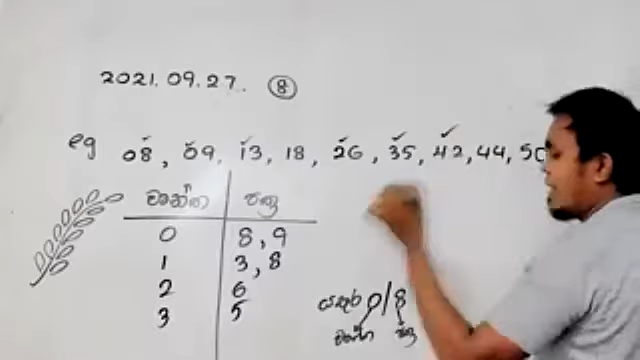 2021.09.27. ⑧
eg 08, 09, 13, 18, 26, 35, 42, 44, 50
වෘන්ත පත්‍ර
0 8, 9
1 3, 8
2 6
3 5
යතුර 0/8
වෘන්ත පත්‍ර